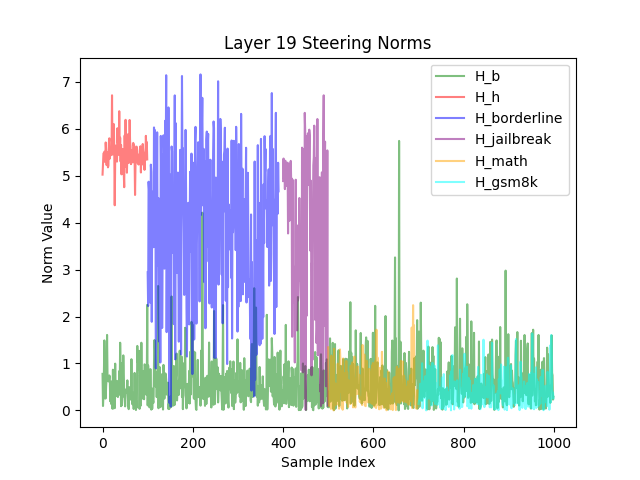 Layer 19 Steering Norms
H_b
H_h
H_borderline
H_jailbreak
H_math
H_gsm8k
Norm Value
7
6
5
4
3
2
1
0
0
200
400
600
800
1000
Sample Index